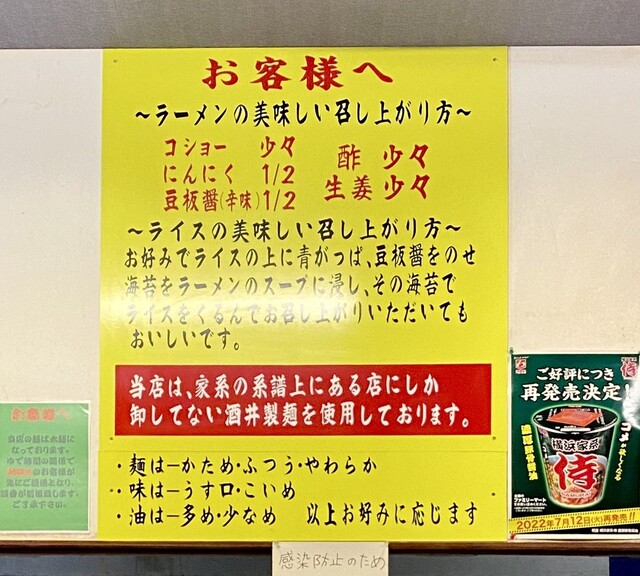 お客様へ
～ラーメンの美味しい召し上がり方～
コショー 少々
にんにく 1/2
豆板醤(辛味)1/2
酢 少々
生姜 少々
～ライスの美味しい召し上がり方～
お好みでライスの上に青がっぱ、豆板醤をのせ
海苔をラーメンのスープに浸し、その海苔で
ライスをくるんでお召し上がりいただいても
おいしいです。
当店は、家系の系譜上にある店にしか
卸してない酒井製麺を使用しております。
・麺は―かため・ふつう・やわらか
・味は―うす口・こいめ
・油は―多め・少なめ 以上お好みに応じます
お客様へ
ご好評につき
再発売決定!
横浜家系
侍
ファミリーマート
2022年7月12日(火)再発売!!
感染防止のため